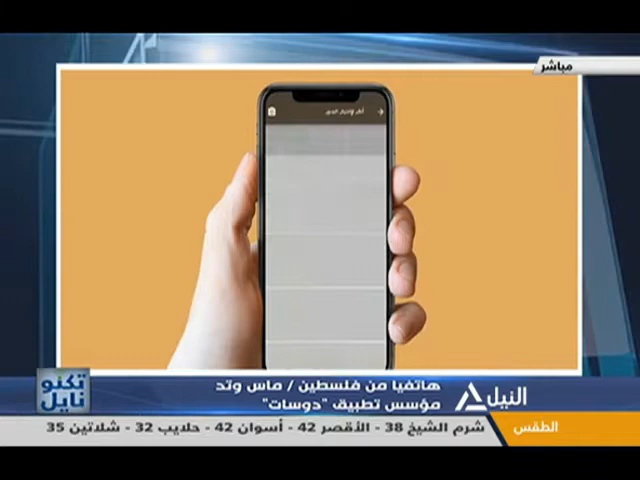 مباشر
هاتفيا من فلسطين / ماس وتد
مؤسس تطبيق "دوسات"
تكنو
نايل
النيل
الطقس
شرم الشيخ 38 - الأقصر 42 - أسوان 42 - حلايب 32 - شلاتين 35